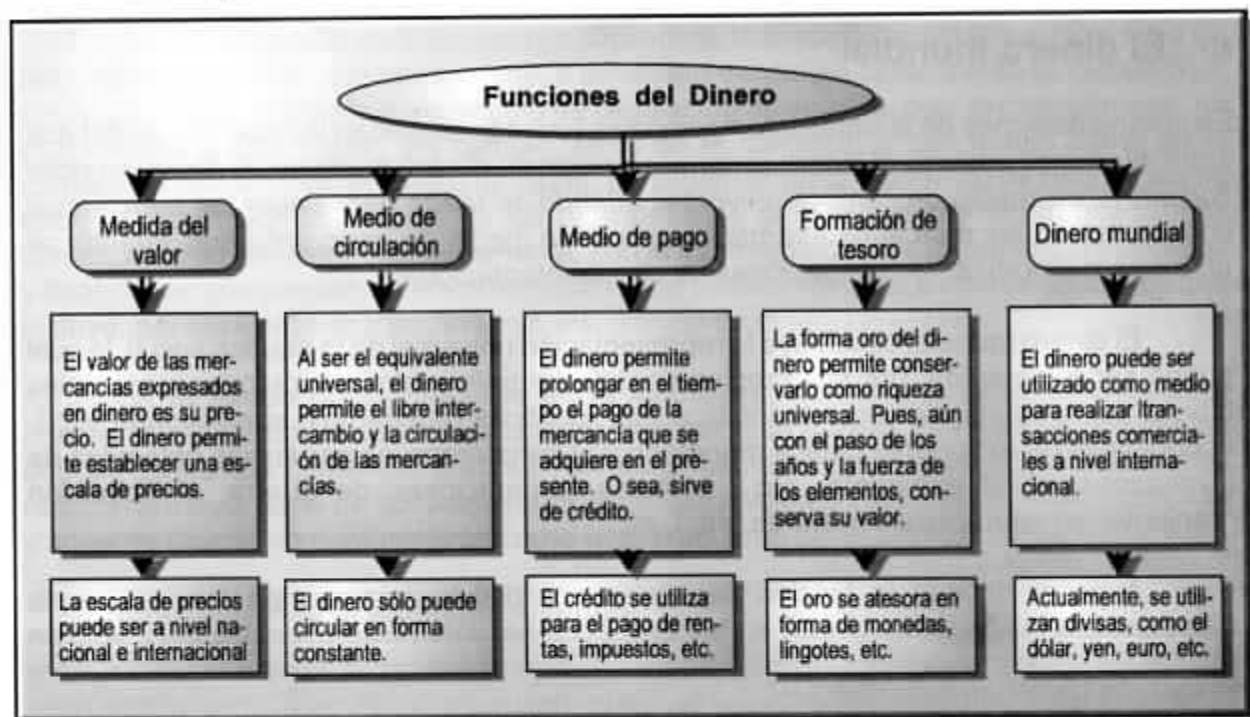 Funciones del Dinero
Medida del
valor
Medio de
circulación
Medio de pago
Formación de
tesoro
Dinero mundial
El valor de las mer-
cancías expresados
en dinero es su pre-
cio. El dinero permi-
te establecer una es-
cala de precios.
Al ser el equivalente
universal, el dinero
permite el libre inter-
cambio y la circulaci-
ón de las mercan-
cías.
El dinero permite
prolongar en el tiem-
po el pago de la
mercancía que se
adquiere en el pre-
sente. O sea, sirve
de crédito.
La forma oro del di-
nero permite conser-
varlo como riqueza
universal. Pues, aún
con el paso de los
años y la fuerza de
los elementos, con-
serva su valor.
El dinero puede ser
utilizado como medio
para realizar ltran-
sacciones comercia-
les a nivel interna-
cional.
La escala de precios
puede ser a nivel na-
cional e internacional
El dinero sólo puede
circular en forma
constante.
El crédito se utiliza
para el pago de ren-
tas, impuestos, etc.
El oro se atesora en
forma de monedas,
lingotes, etc.
Actualmente, se utili-
zan divisas, como el
dólar, yen, euro, etc.